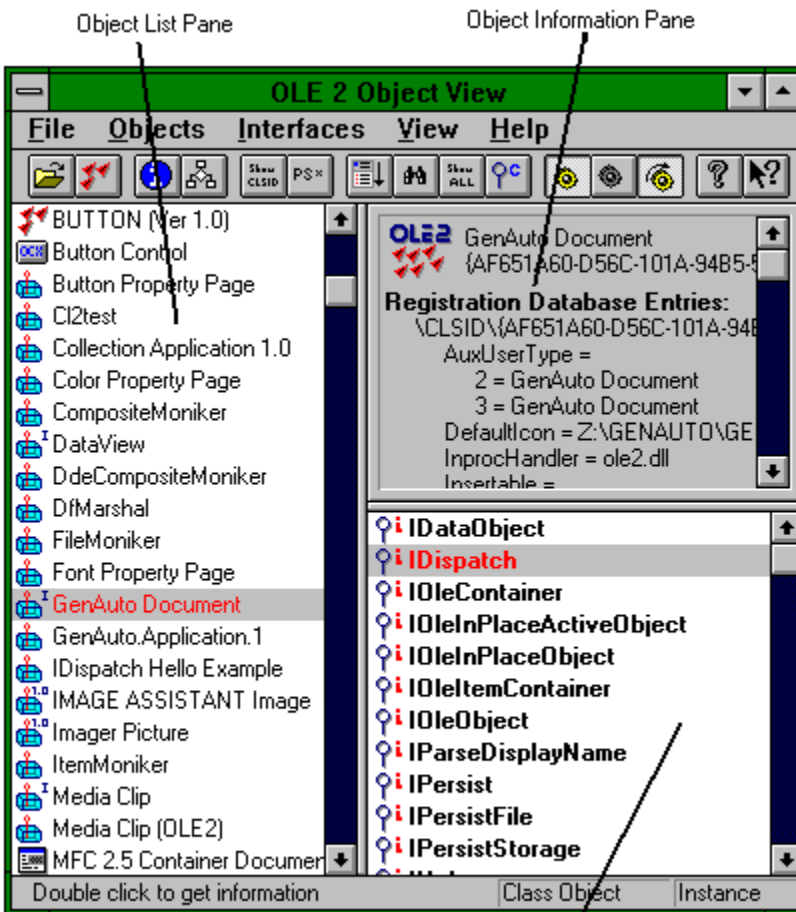 Object List Pane
Object Information Pane
OLE 2 Object View
File Objects Interfaces View Help
Show CLSID
PS*
Show ALL
C
?
?
BUTTON (Ver 1.0)
OCX Button Control
Button Property Page
Cl2test
Collection Application 1.0
Color Property Page
CompositeMoniker
DataView
DdeCompositeMoniker
DfMarshal
FileMoniker
Font Property Page
GenAuto Document
GenAuto.Application.1
IDispatch Hello Example
IMAGE ASSISTANT Image
Imager Picture
ItemMoniker
Media Clip
Media Clip (OLE2)
MFC 2.5 Container Documen
OLE2 GenAuto Document
{AF651A60-D56C-101A-94B5-5
Registration Database Entries:
\CLSID\{AF651A60-D56C-101A-94B
AuxUserType =
2 = GenAuto Document
3 = GenAuto Document
DefaultIcon = Z:\GENAUTO\GE
InprocHandler = ole2.dll
Insertable =
IDataObject
IDispatch
IOleContainer
IOleInPlaceActiveObject
IOleInPlaceObject
IOleItemContainer
IOleObject
IParseDisplayName
IPersist
IPersistFile
IPersistStorage
Double click to get information
Class Object
Instance